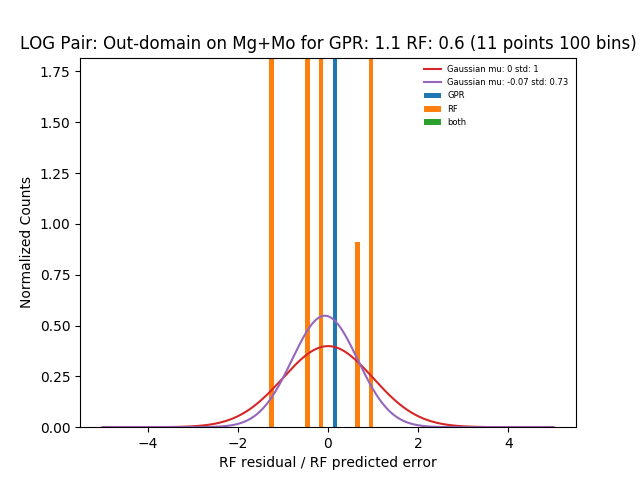 LOG Pair: Out-domain on Mg+Mo for GPR: 1.1 RF: 0.6 (11 points 100 bins)
Gaussian mu: 0 std: 1
Gaussian mu: -0.07 std: 0.73
GPR
RF
both
Normalized Counts
1.75
1.50
1.25
1.00
0.75
0.50
0.25
0.00
−4
−2
0
2
4
RF residual / RF predicted error